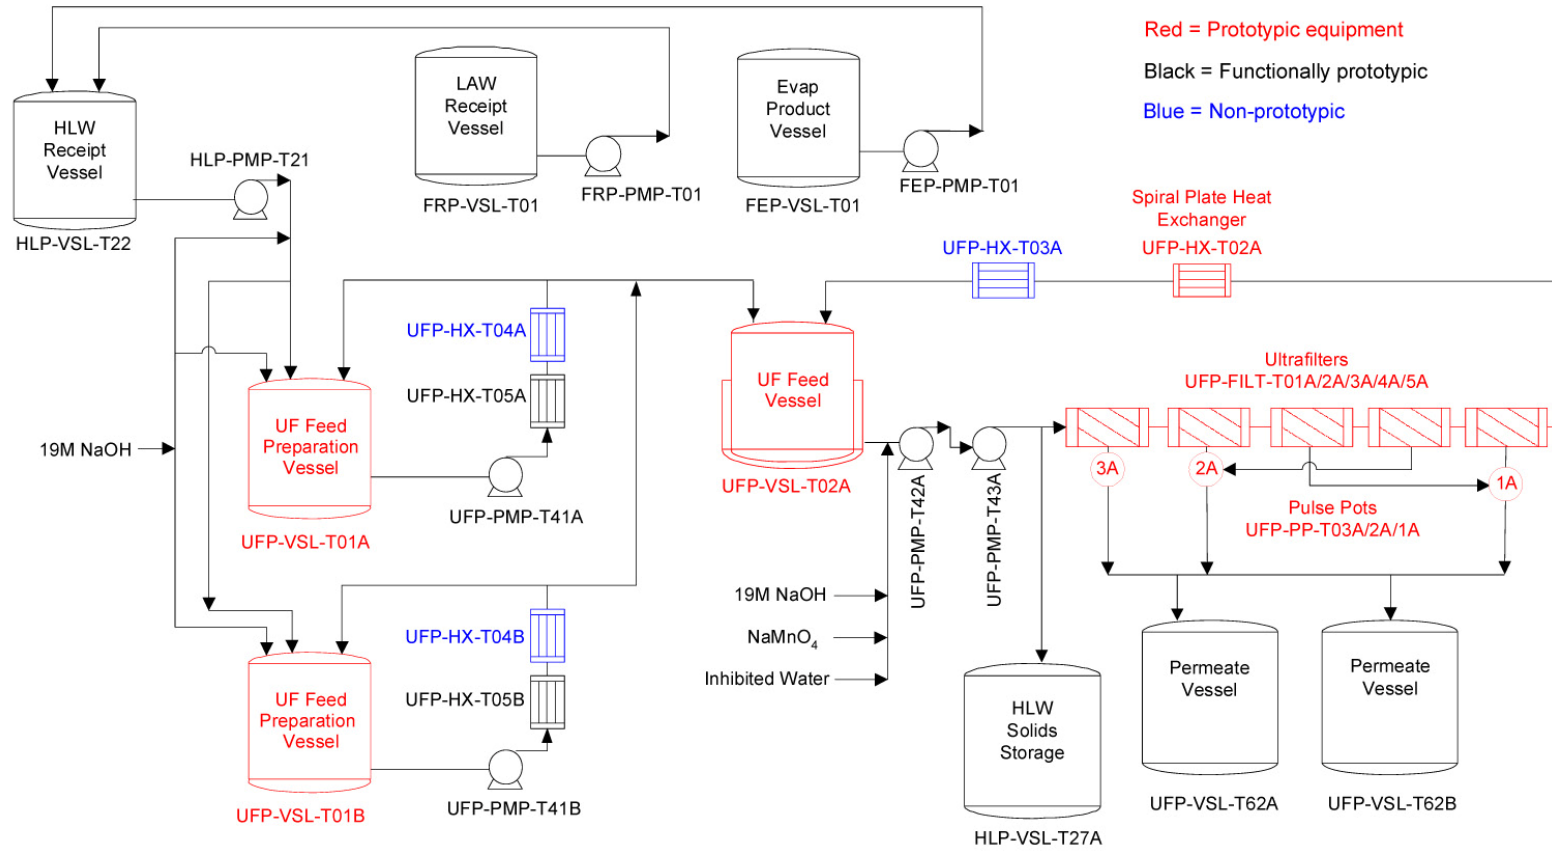 Red = Prototypic equipment
Black = Functionally prototypic
Blue = Non-prototypic
HLW
Receipt
Vessel
HLP-VSL-T22
HLP-PMP-T21
LAW
Receipt
Vessel
FRP-VSL-T01
FRP-PMP-T01
Evap
Product
Vessel
FEP-VSL-T01
FEP-PMP-T01
Spiral Plate Heat
Exchanger
UFP-HX-T02A
UFP-HX-T03A
UFP-HX-T04A
UFP-HX-T05A
19M NaOH
UF Feed
Preparation
Vessel
UFP-VSL-T01A
UFP-PMP-T41A
UF Feed
Vessel
UFP-VSL-T02A
UFP-PMP-T42A
UFP-PMP-T43A
Ultrafilters
UFP-FILT-T01A/2A/3A/4A/5A
3A
2A
1A
Pulse Pots
UFP-PP-T03A/2A/1A
UFP-HX-T04B
UFP-HX-T05B
UF Feed
Preparation
Vessel
UFP-VSL-T01B
UFP-PMP-T41B
19M NaOH
NaMnO₄
Inhibited Water
HLW
Solids
Storage
HLP-VSL-T27A
Permeate
Vessel
UFP-VSL-T62A
Permeate
Vessel
UFP-VSL-T62B